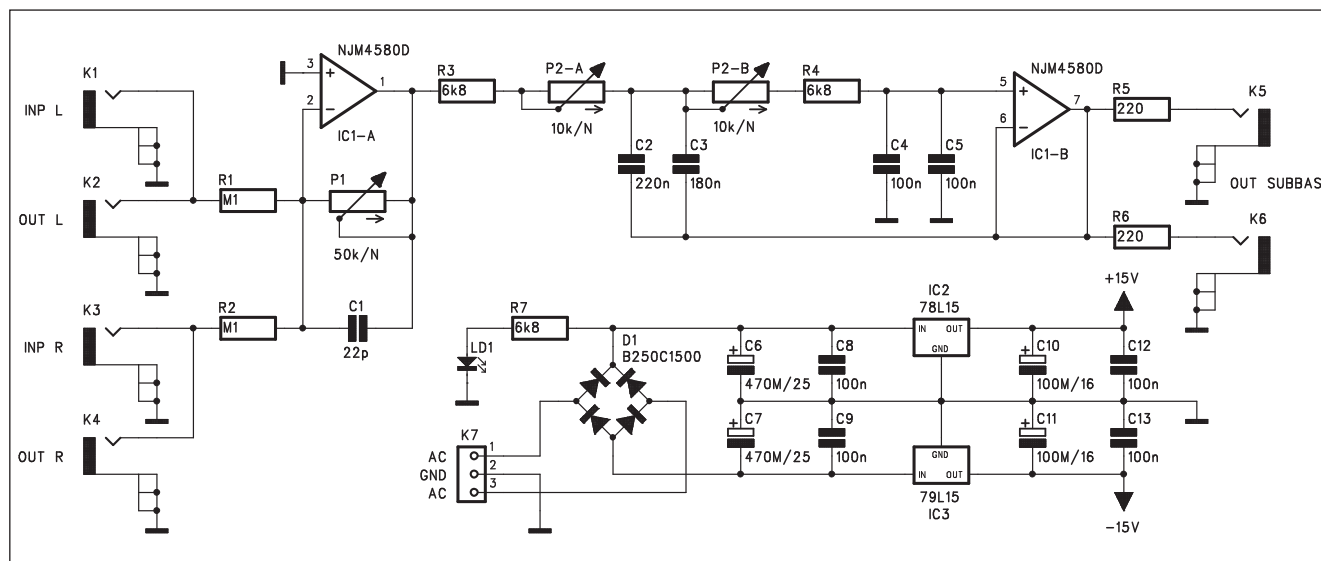 NJM4580D
K1
INP L
3
+
2
−
1
IC1-A
R3
6k8
P2-A
10k/N
P2-B
10k/N
R4
6k8
NJM4580D
5
+
6
−
7
IC1-B
R5
220
K5
K2
OUT L
R1
M1
P1
50k/N
C2
220n
C3
180n
C4
100n
C5
100n
OUT SUBBAS
R6
220
K6
K3
INP R
R2
M1
C1
22p
R7
6k8
LD1
D1
B250C1500
+
C6
470M/25
C8
100n
IC2
78L15
IN
OUT
GND
+
C10
100M/16
+15V
C12
100n
K4
OUT R
K7
AC
1
GND
2
AC
3
+
C7
470M/25
C9
100n
GND
IN
OUT
79L15
IC3
+
C11
100M/16
C13
100n
-15V